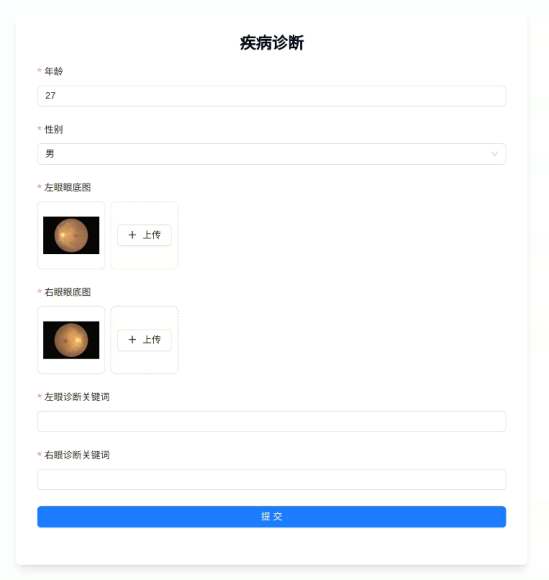 疾病诊断
* 年龄
27
* 性别
男
* 左眼眼底图
+ 上传
* 右眼眼底图
+ 上传
* 左眼诊断关键词
* 右眼诊断关键词
提交